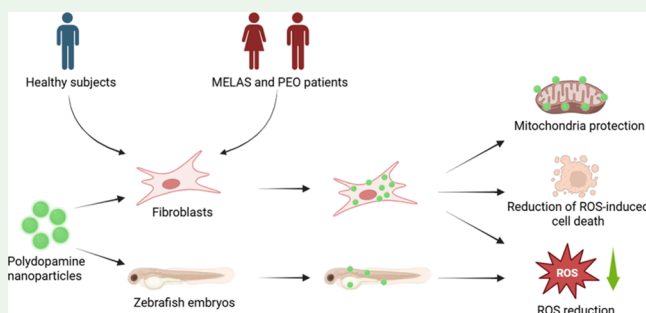 Healthy subjects
MELAS and PEO patients
Mitochondria protection
Fibroblasts
Reduction of ROS-induced
cell death
Polydopamine
nanoparticles
Zebrafish embryos
ROS
ROS reduction